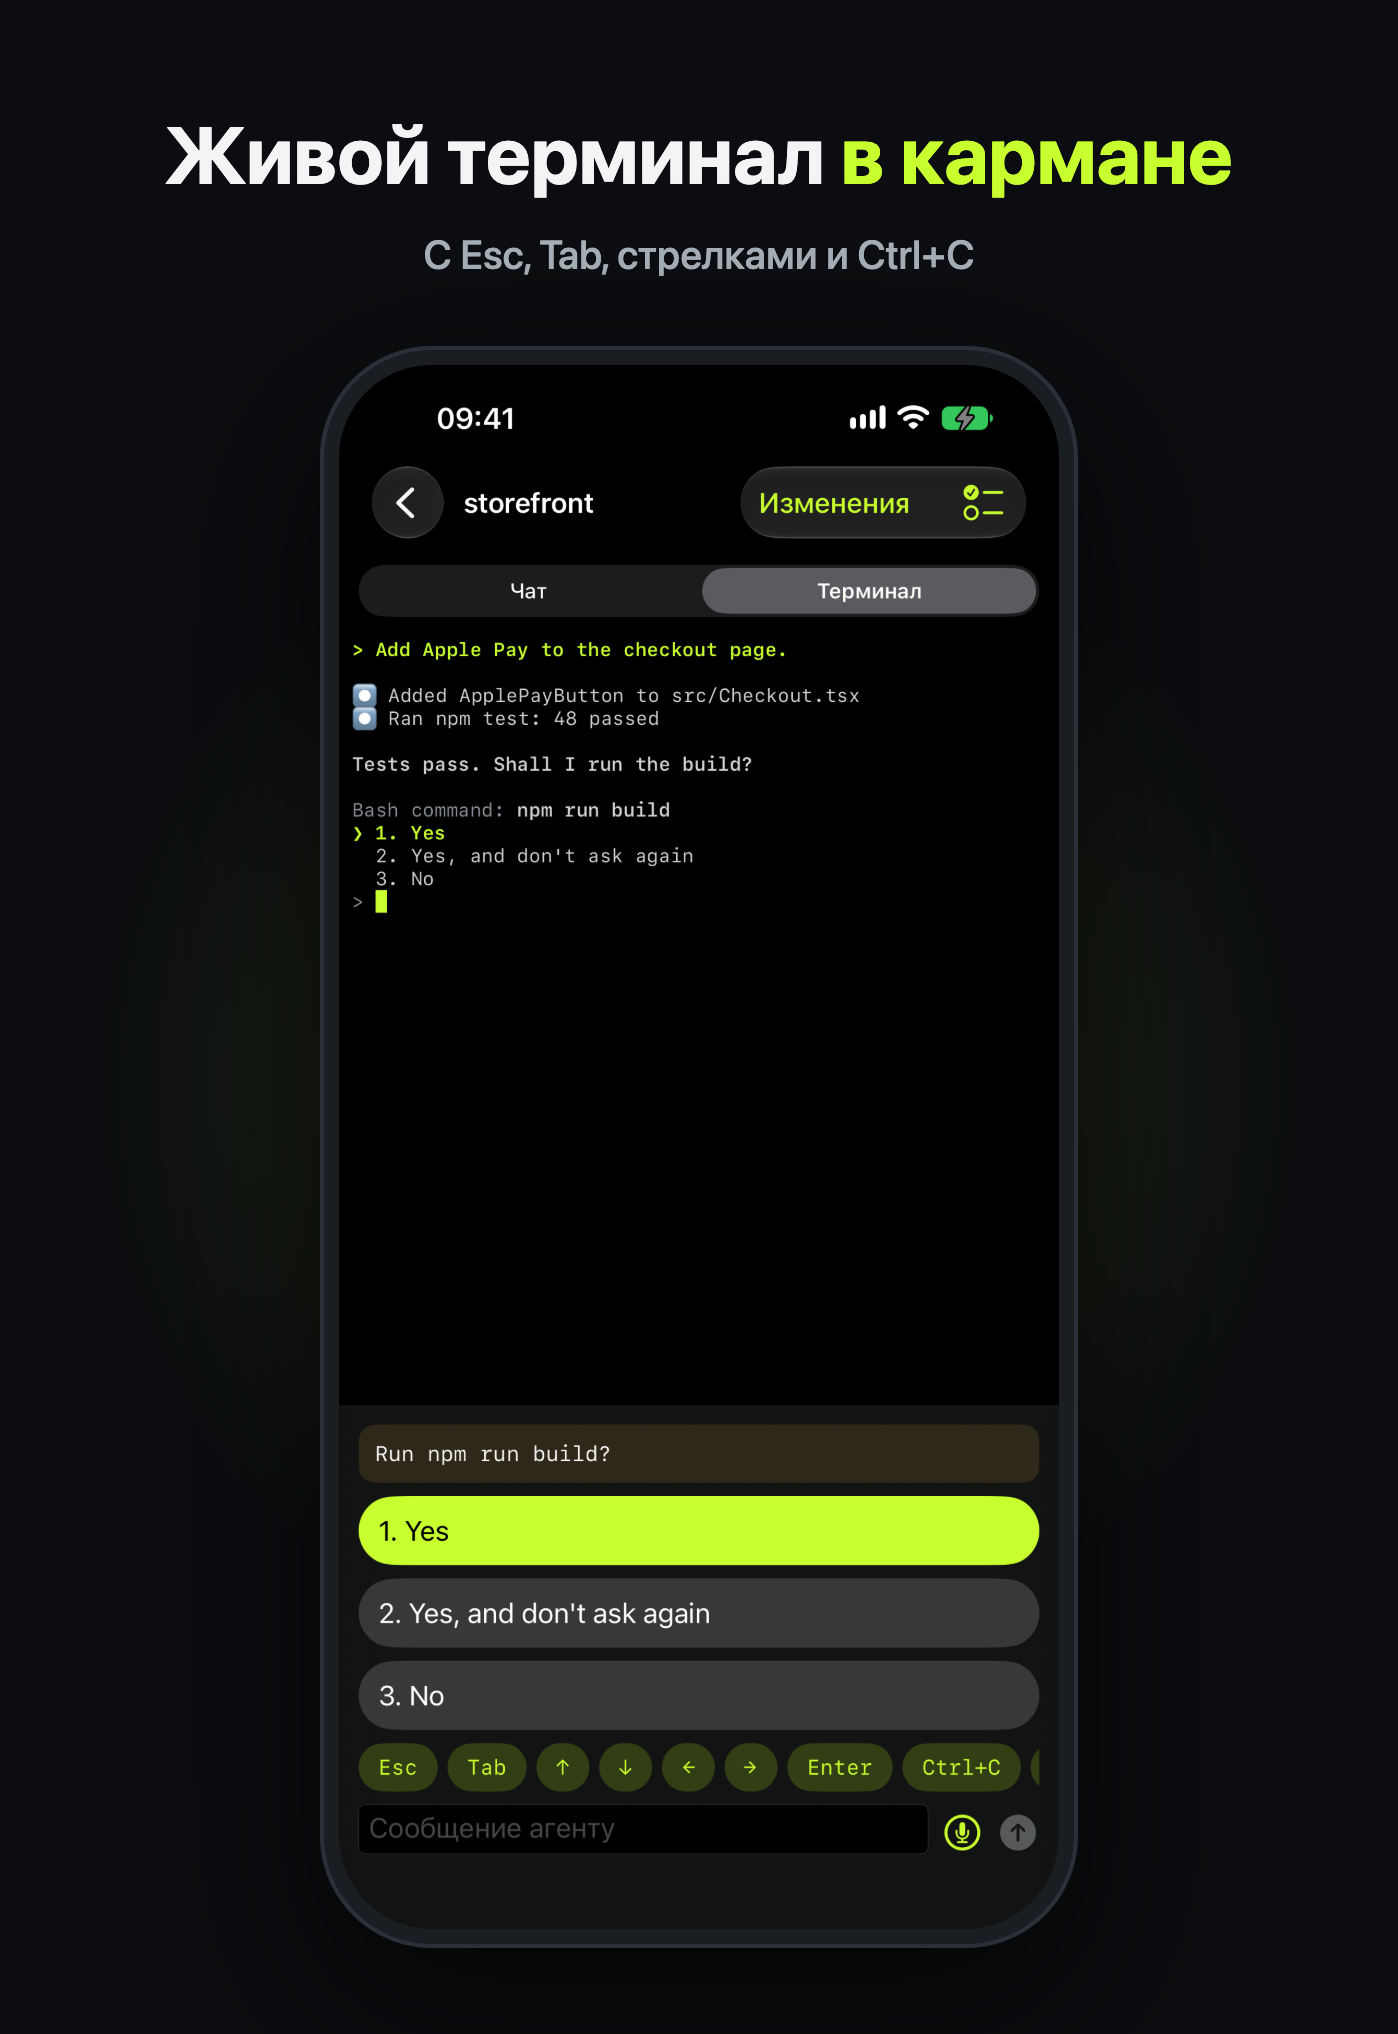 Живой терминал в кармане
С Esc, Tab, стрелками и Ctrl+C
09:41
storefront
Изменения
Чат
Терминал
> Add Apple Pay to the checkout page.
⏺ Added ApplePayButton to src/Checkout.tsx
⏺ Ran npm test: 48 passed
Tests pass. Shall I run the build?
Bash command: npm run build
❯ 1. Yes
2. Yes, and don't ask again
3. No
>
Run npm run build?
1. Yes
2. Yes, and don't ask again
3. No
Esc Tab ↑ ↓ ← → Enter Ctrl+C
Сообщение агенту